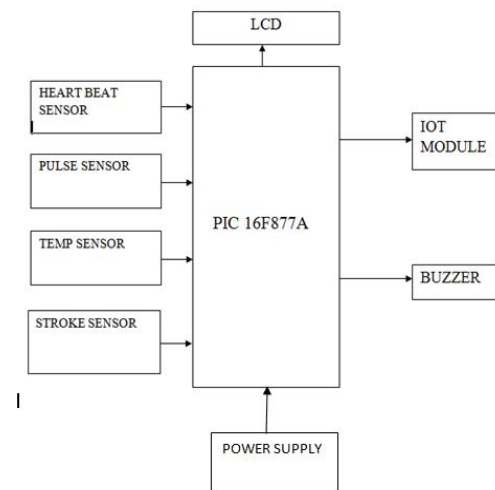 LCD
HEART BEAT
SENSOR
PULSE SENSOR
TEMP SENSOR
STROKE SENSOR
PIC 16F877A
IOT
MODULE
BUZZER
POWER SUPPLY